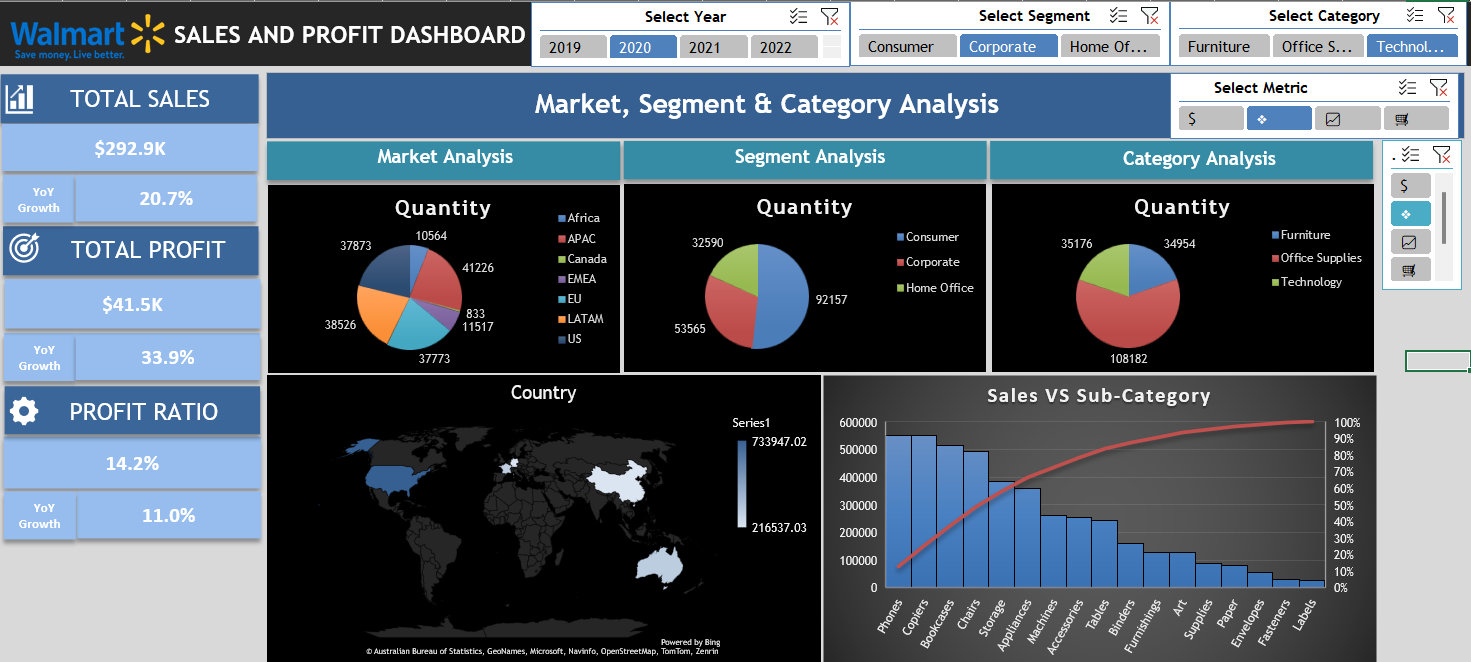 Walmart
Save money. Live better.
SALES AND PROFIT DASHBOARD
Select Year
2019
2020
2021
2022
Select Segment
Consumer
Corporate
Home Of...
Select Category
Furniture
Office S...
Technol...
TOTAL SALES
$292.9K
YoY
Growth
20.7%
TOTAL PROFIT
$41.5K
YoY
Growth
33.9%
PROFIT RATIO
14.2%
YoY
Growth
11.0%
Market, Segment & Category Analysis
Select Metric
$
Market Analysis
Segment Analysis
Category Analysis
.
$
Quantity
10564
41226
833
11517
37773
38526
37873
Africa
APAC
Canada
EMEA
EU
LATAM
US
Quantity
32590
92157
53565
Consumer
Corporate
Home Office
Quantity
35176
34954
108182
Furniture
Office Supplies
Technology
Country
Series1
733947.02
216537.03
Powered by Bing
© Australian Bureau of Statistics, GeoNames, Microsoft, Navinfo, OpenStreetMap, TomTom, Zenrin
Sales VS Sub-Category
600000
500000
400000
300000
200000
100000
0
100%
90%
80%
70%
60%
50%
40%
30%
20%
10%
0%
Phones
Copiers
Bookcases
Chairs
Storage
Appliances
Machines
Accessories
Tables
Binders
Furnishings
Art
Supplies
Paper
Envelopes
Fasteners
Labels